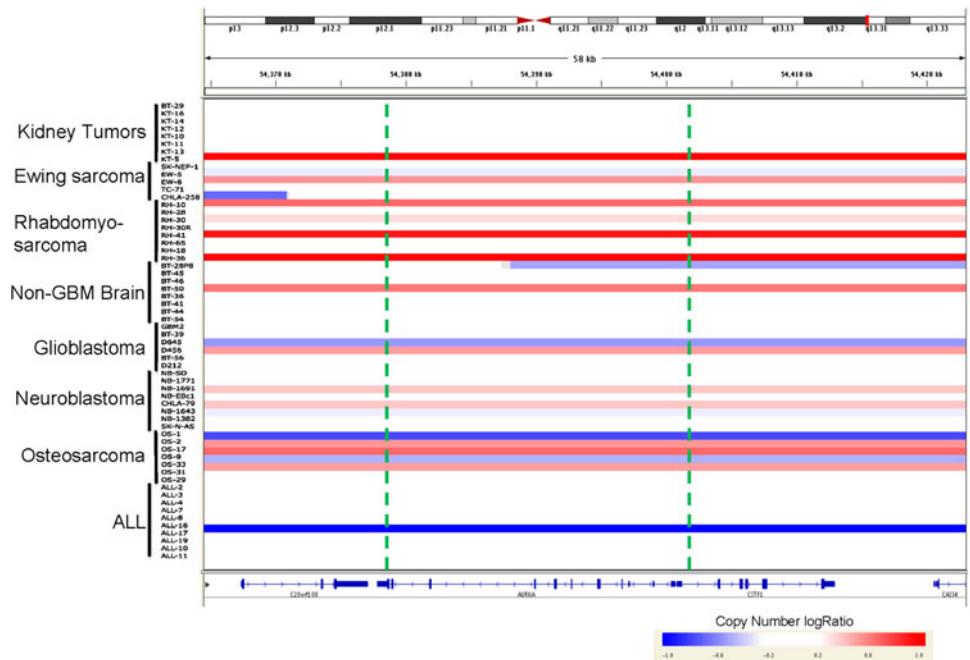 p13 p12.3 p12.2 p12.1 p11.23 p11.21 p11.1 q11.21 q11.22 q11.23 q12 q13.11 q13.12 q13.13 q13.2 q13.31 q13.33
58 kb
54,370 kb 54,380 kb 54,390 kb 54,400 kb 54,410 kb 54,420 kb
Kidney Tumors
BT-29
KT-16
KT-14
KT-12
KT-10
KT-11
KT-13
KT-5
Ewing sarcoma
SK-NEP-1
EW-5
EW-8
TC-71
CHLA-258
Rhabdomyo-
sarcoma
RH-10
RH-28
RH-30
RH-30R
RH-41
RH-65
RH-18
RH-36
Non-GBM Brain
BT-28PB
BT-45
BT-46
BT-50
BT-36
BT-41
BT-44
BT-54
Glioblastoma
GBM2
BT-39
D645
D456
BT-56
D212
Neuroblastoma
NB-SD
NB-1771
NB-1691
NB-EBc1
CHLA-79
NB-1643
NB-1382
SK-N-AS
Osteosarcoma
OS-1
OS-2
OS-17
OS-9
OS-33
OS-31
OS-29
ALL
ALL-2
ALL-3
ALL-4
ALL-7
ALL-8
ALL-16
ALL-17
ALL-19
ALL-10
ALL-11
AURKA CSTF1
Copy Number logRatio
-0.2 0.2